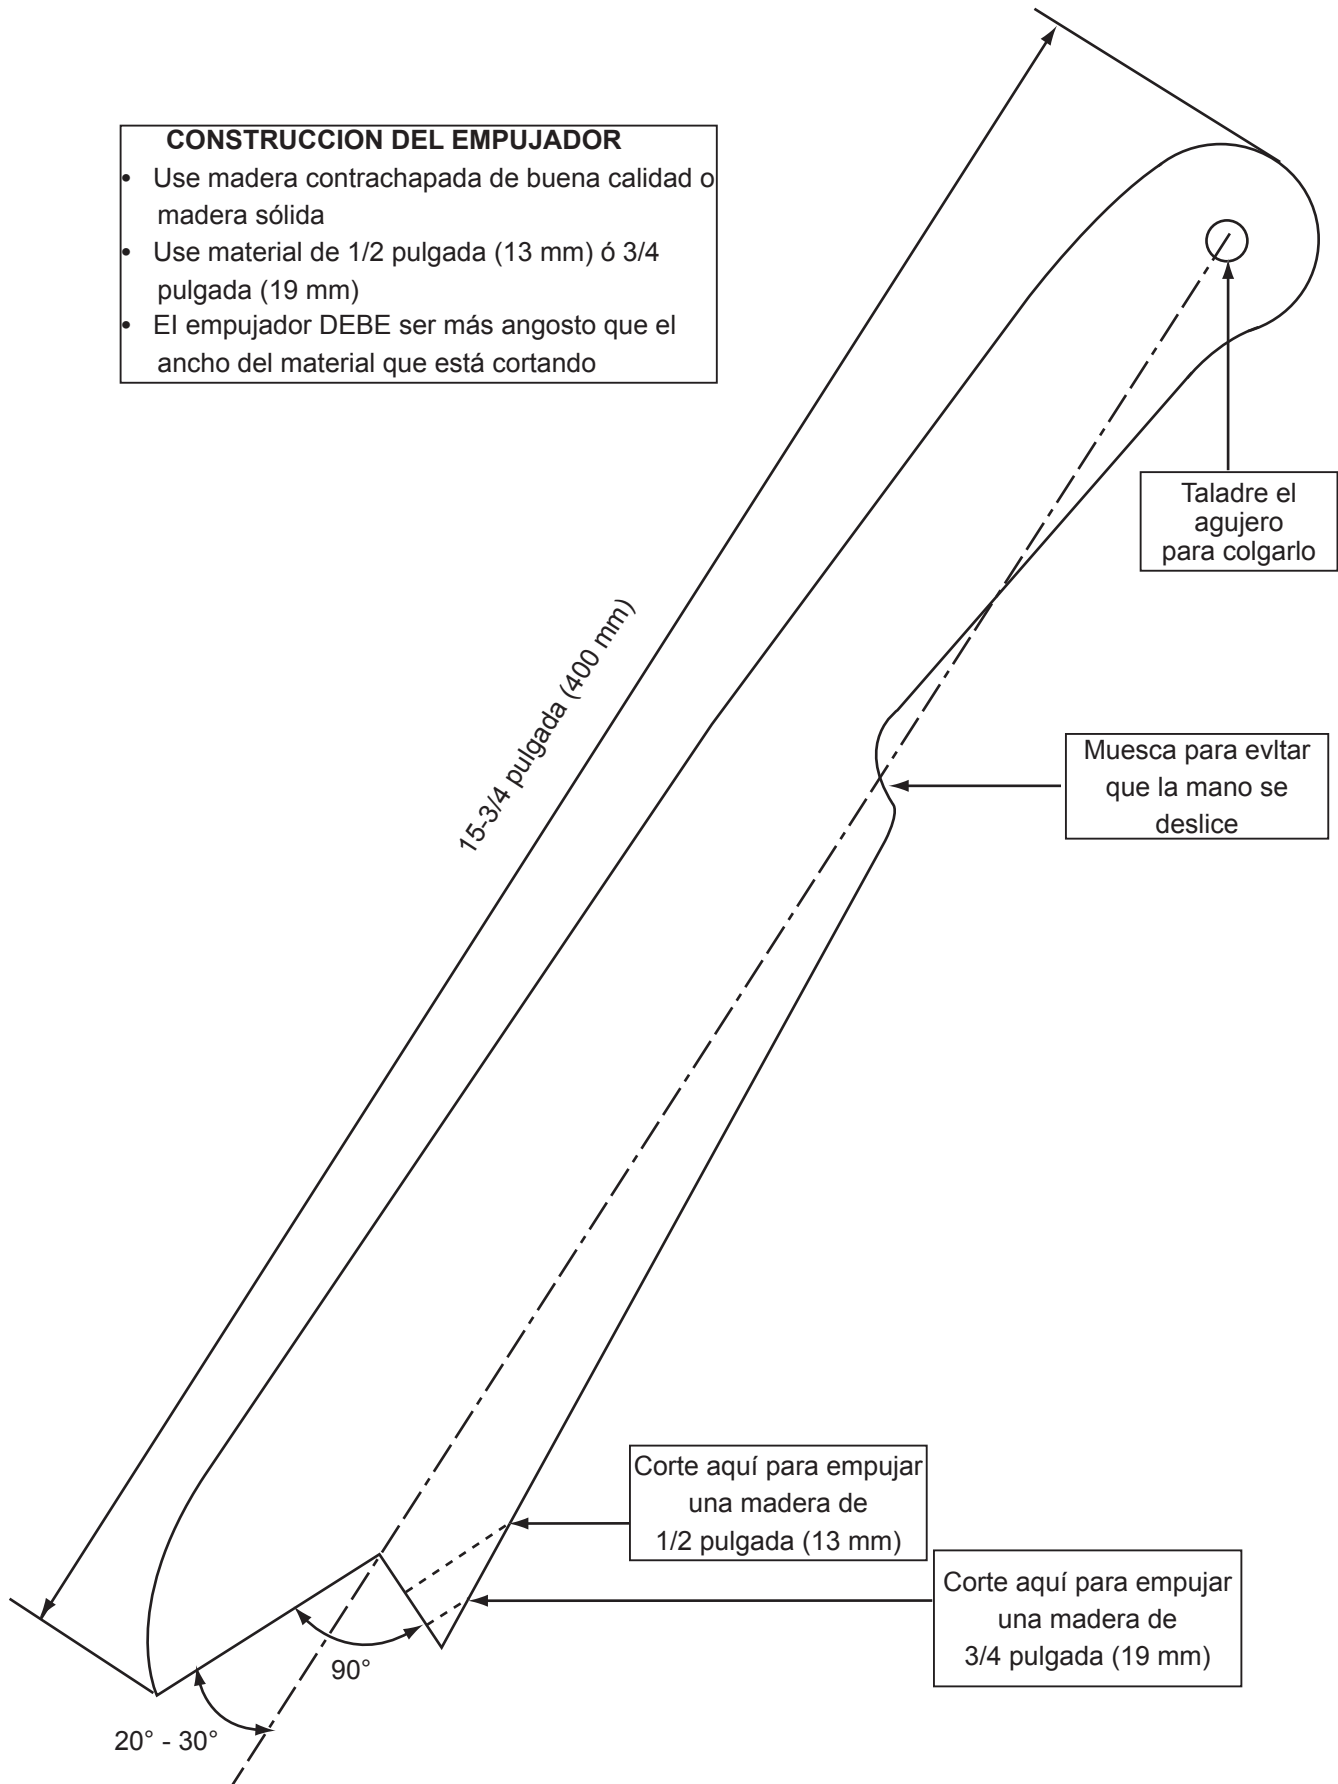 CONSTRUCCION DEL EMPUJADOR
• Use madera contrachapada de buena calidad o
madera sólida
• Use material de 1/2 pulgada (13 mm) ó 3/4
pulgada (19 mm)
• El empujador DEBE ser más angosto que el
ancho del material que está cortando
Taladre el
agujero
para colgarlo
15-3/4 pulgada (400 mm)
Muesca para evltar
que la mano se
deslice
Corte aquí para empujar
una madera de
1/2 pulgada (13 mm)
Corte aquí para empujar
una madera de
3/4 pulgada (19 mm)
90°
20° - 30°